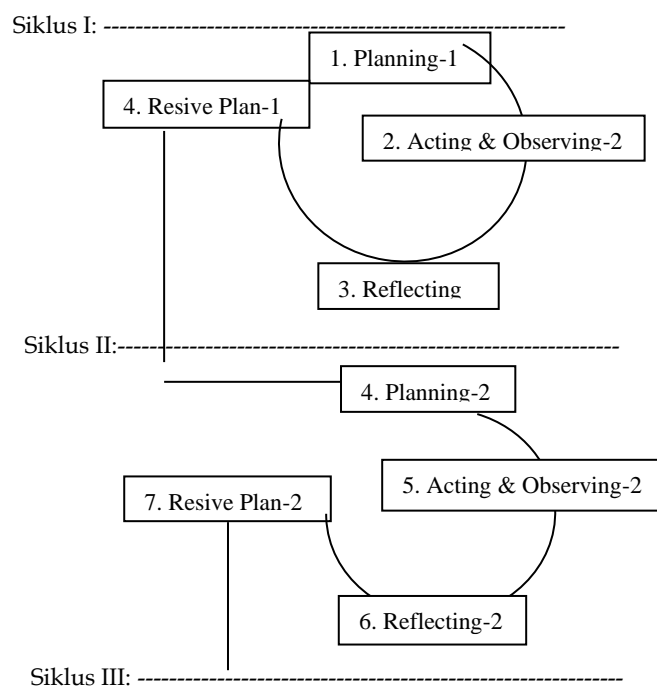 Siklus I: ------------------------------------------------------
1. Planning-1
4. Resive Plan-1
2. Acting & Observing-2
3. Reflecting
Siklus II:-----------------------------------------------------------
4. Planning-2
5. Acting & Observing-2
7. Resive Plan-2
6. Reflecting-2
Siklus III: ---------------------------------------------------------